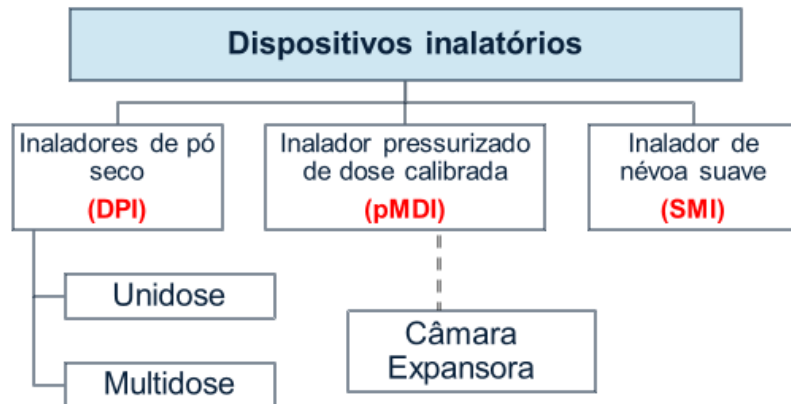 Dispositivos inalatórios
Inaladores de pó
seco
(DPI)
Inalador pressurizado
de dose calibrada
(pMDI)
Inalador de
névoa suave
(SMI)
Unidose
Multidose
Câmara
Expansora